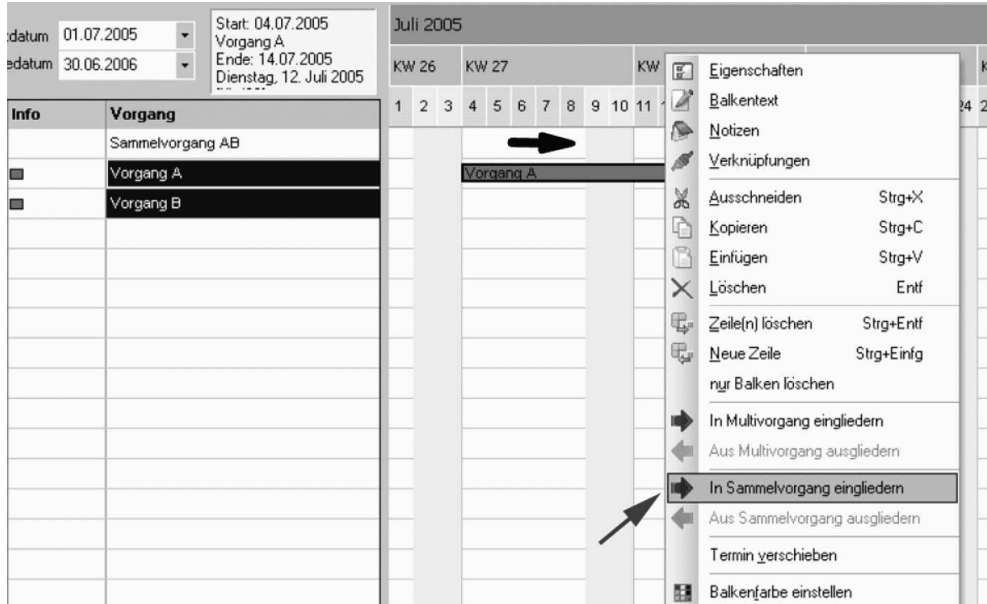 datum 01.07.2005
edatum 30.06.2006
Start: 04.07.2005
Vorgang A
Ende: 14.07.2005
Dienstag, 12. Juli 2005
Juli 2005
KW 26 KW 27 KW
1 2 3 4 5 6 7 8 9 10 11
24 2
Info Vorgang
Sammelvorgang AB
Vorgang A
Vorgang B
Vorgang A
Eigenschaften
Balkentext
Notizen
Verknüpfungen
Ausschneiden Strg+X
Kopieren Strg+C
Einfügen Strg+V
Löschen Entf
Zeile(n) löschen Strg+Entf
Neue Zeile Strg+Einfg
nur Balken löschen
In Multivorgang eingliedern
Aus Multivorgang ausgliedern
In Sammelvorgang eingliedern
Aus Sammelvorgang ausgliedern
Termin verschieben
Balkenfarbe einstellen